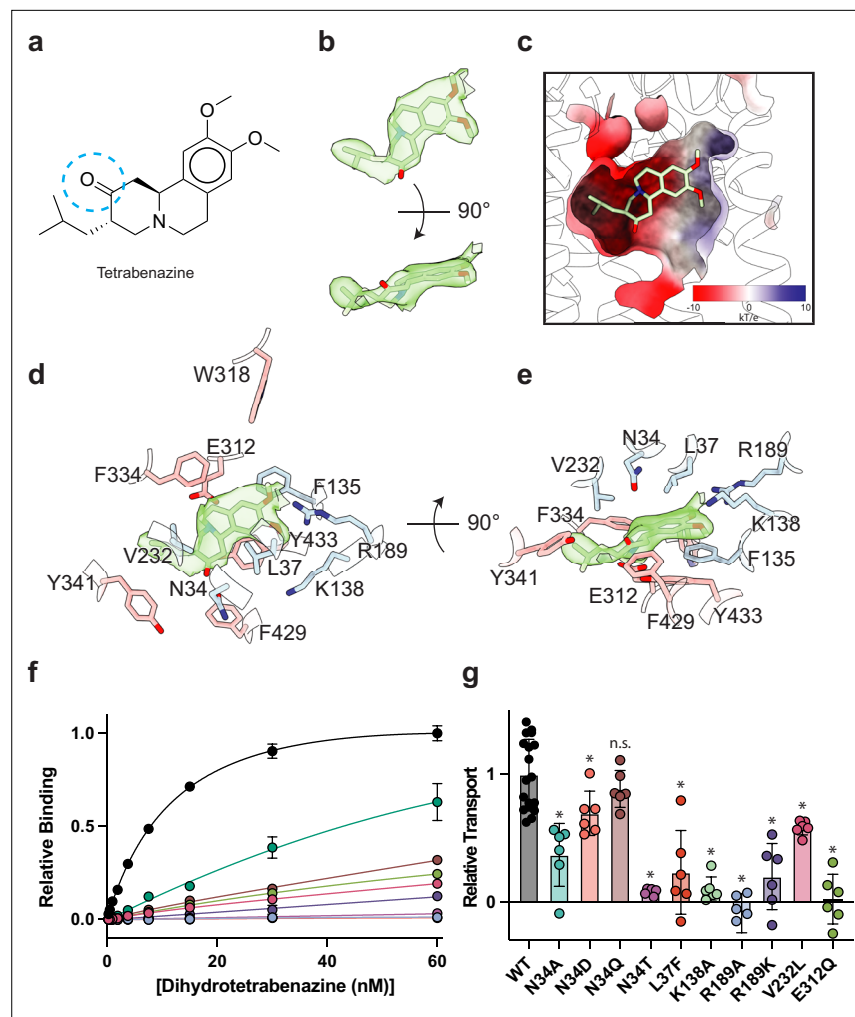 a
b
c
O
O
O
N
Tetrabenazine
90°
-10 0 10
kT/e
d
e
W318
E312
F334
F135
V232
Y433
L37
R189
Y341
N34
K138
F429
90°
N34
L37
R189
V232
F334
K138
Y341
F135
E312
F429
Y433
f
g
Relative Binding
1.0
0.5
0.0
0 20 40 60
[Dihydrotetrabenazine (nM)]
Relative Transport
1
0
* * n.s. * * * * * * *
WT
N34A
N34D
N34Q
N34T
L37F
K138A
R189A
R189K
V232L
E312Q